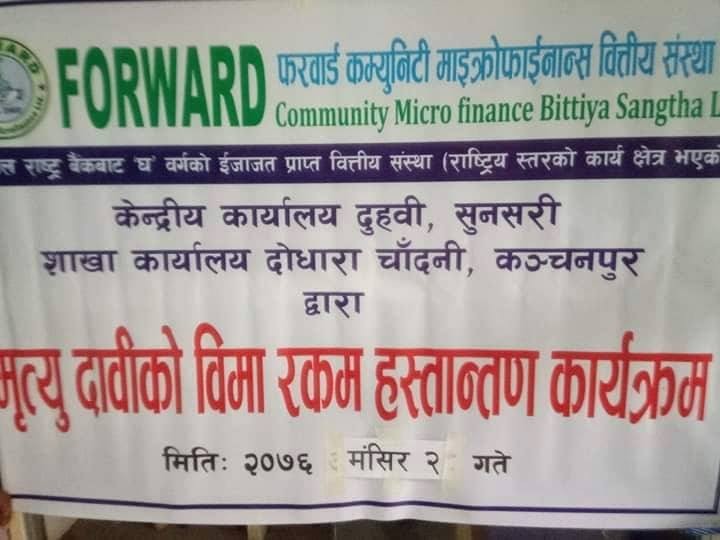 FORWARD
फरवार्ड कम्युनिटी माइक्रोफाईनान्स वित्तीय संस्था
Community Micro finance Bittiya Sangtha L
राष्ट्र बैंकबाट 'घ' वर्गको ईजाजत प्राप्त वित्तीय संस्था (राष्ट्रिय स्तरको कार्य क्षेत्र भएको
केन्द्रीय कार्यालय दुहवी, सुनसरी
शाखा कार्यालय दोधारा चाँदनी, कञ्चनपुर
द्वारा
मृत्यु दावीको विमा रकम हस्तान्तण कार्यक्रम
मितिः २०७६ मंसिर २ गते